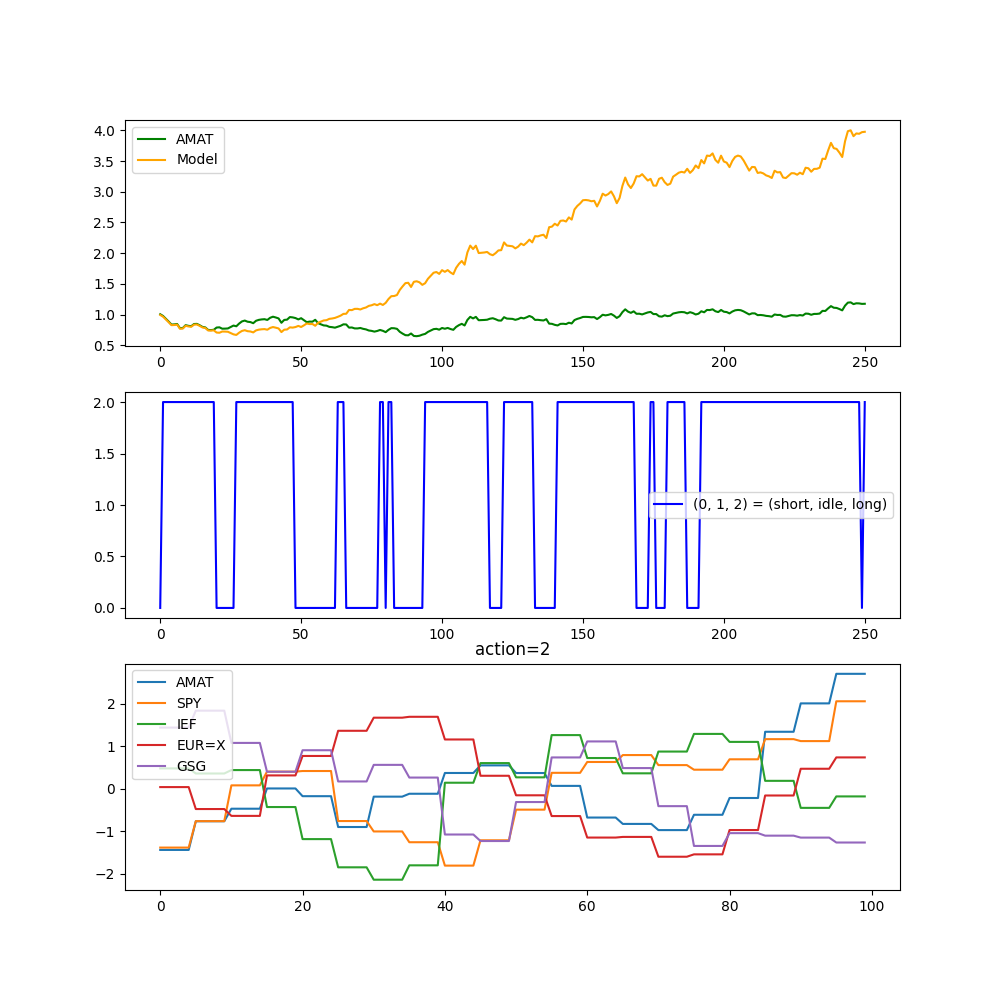 AMAT
Model
4.0
3.5
3.0
2.5
2.0
1.5
1.0
0.5
0 50 100 150 200 250
2.0
1.5
1.0
0.5
0.0
(0, 1, 2) = (short, idle, long)
0 50 100 150 200 250
action=2
AMAT
SPY
IEF
EUR=X
GSG
2
1
0
−1
−2
0 20 40 60 80 100